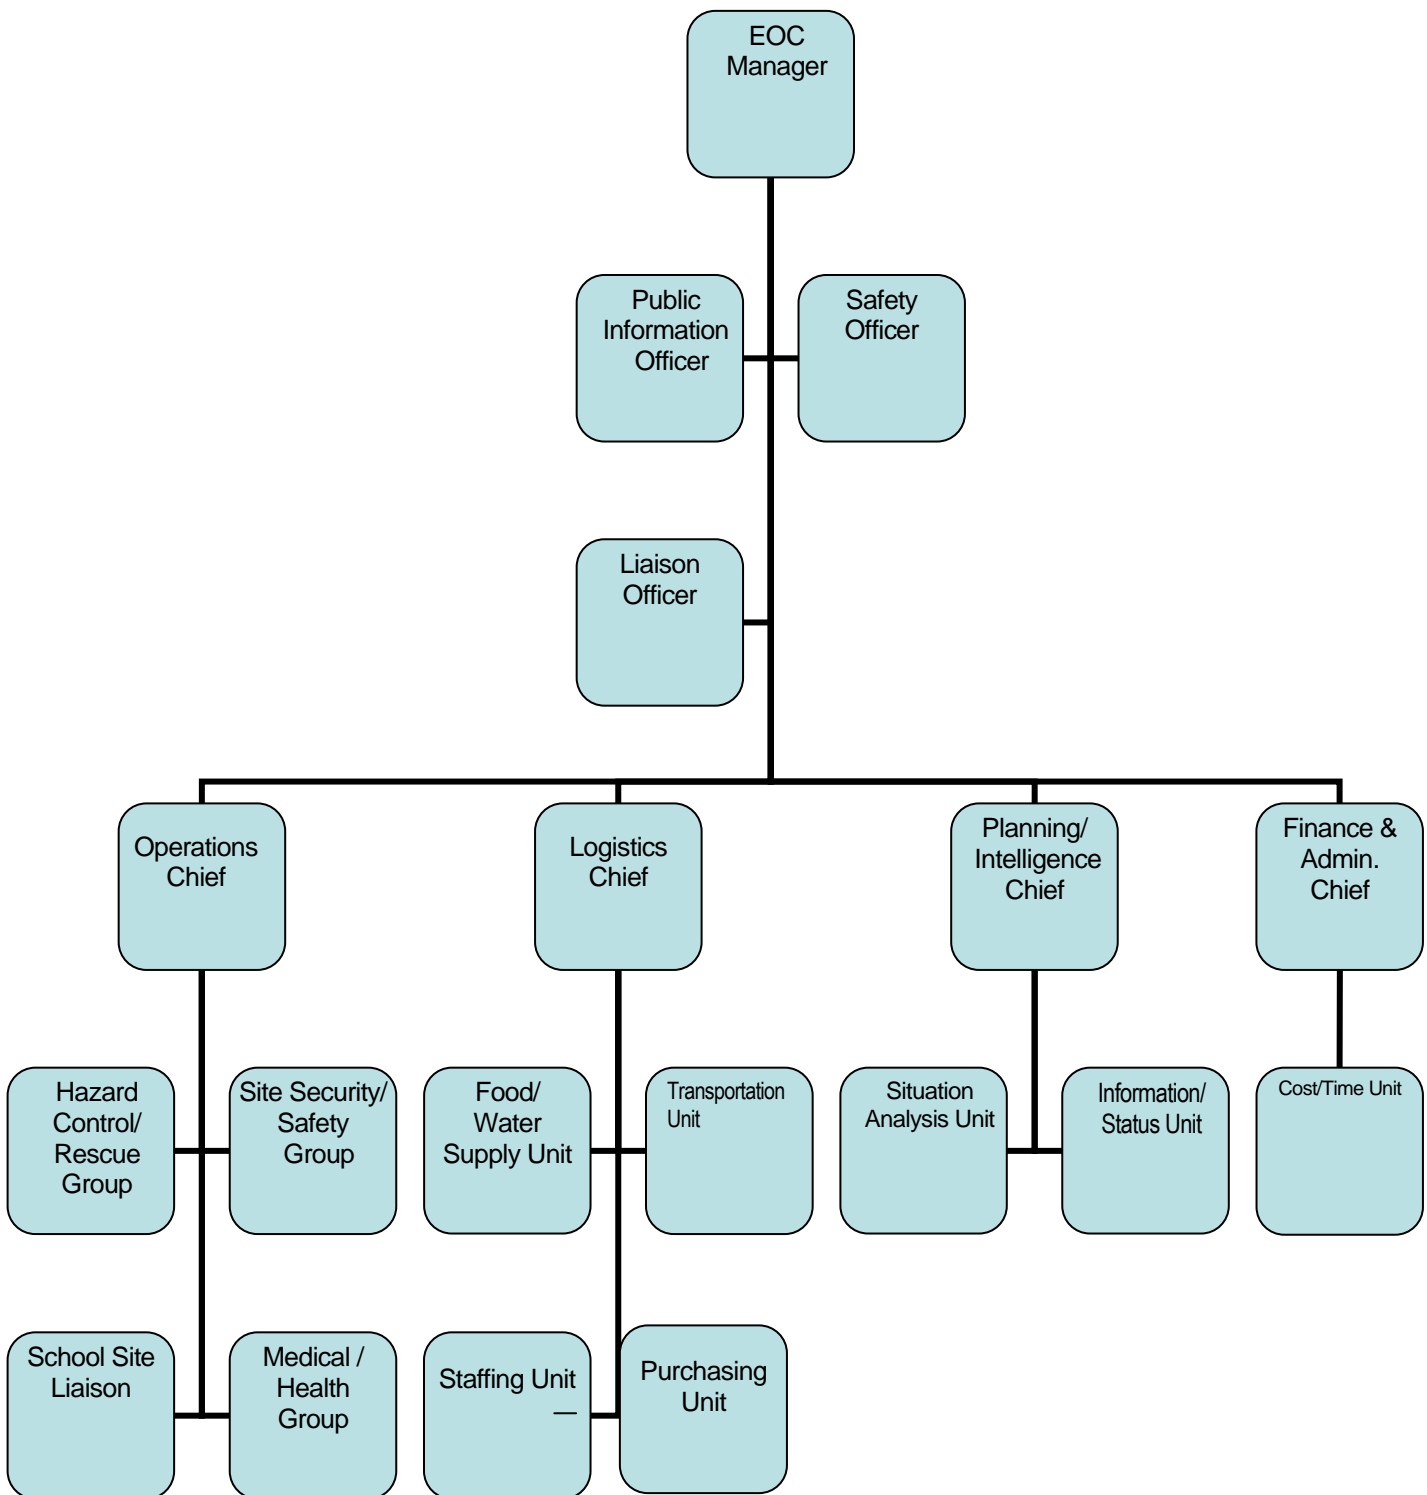 EOC
Manager
Public
Information
Officer
Safety
Officer
Liaison
Officer
Operations
Chief
Logistics
Chief
Planning/
Intelligence
Chief
Finance &
Admin.
Chief
Hazard
Control/
Rescue
Group
Site Security/
Safety
Group
Food/
Water
Supply Unit
Transportation
Unit
Situation
Analysis Unit
Information/
Status Unit
Cost/Time Unit
School Site
Liaison
Medical /
Health
Group
Staffing Unit
—
Purchasing
Unit